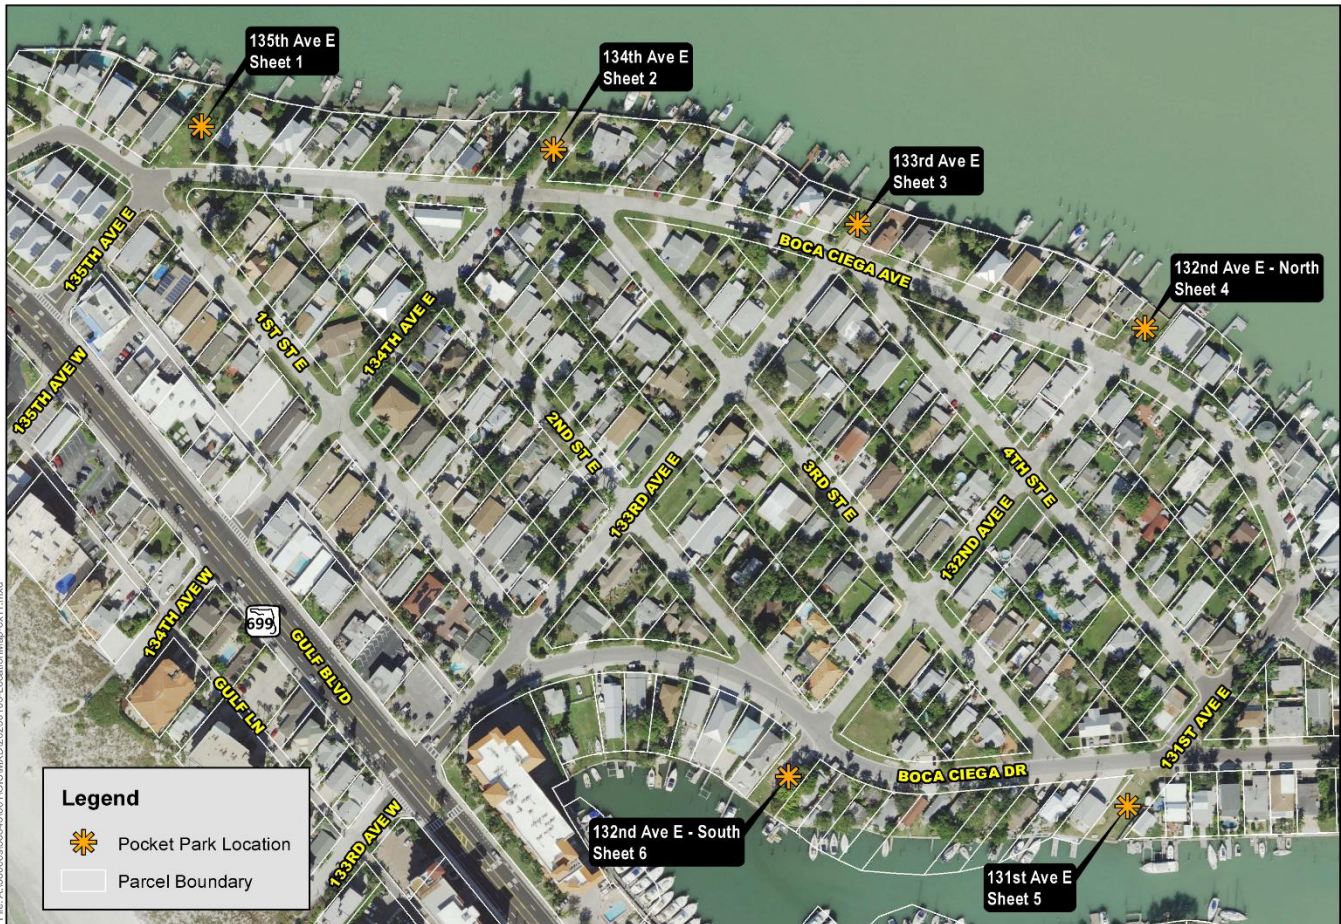 135th Ave E
Sheet 1
134th Ave E
Sheet 2
133rd Ave E
Sheet 3
132nd Ave E - North
Sheet 4
135TH AVE E
BOCA CIEGA AVE
1ST ST E
134TH AVE E
135TH AVE W
2ND ST E
133RD AVE E
3RD ST E
4TH ST E
132ND AVE E
134TH AVE W
699
GULF BLVD
GULF LN
131ST AVE E
BOCA CIEGA DR
133RD AVE W
132nd Ave E - South
Sheet 6
131st Ave E
Sheet 5
Legend
Pocket Park Location
Parcel Boundary